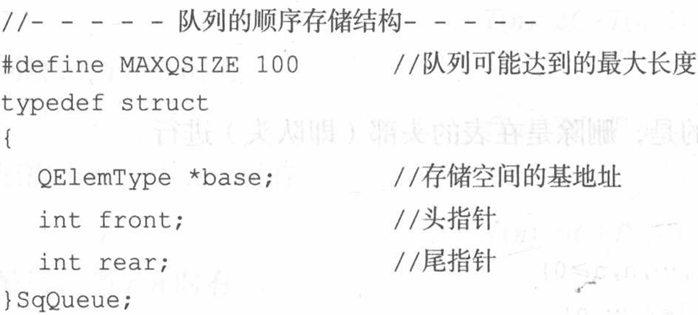 //- - - - - 队列的顺序存储结构- - - - -
#define MAXQSIZE 100 //队列可能达到的最大长度
typedef struct
{
QElemType *base; //存储空间的基地址
int front; //头指针
int rear; //尾指针
}SqQueue;